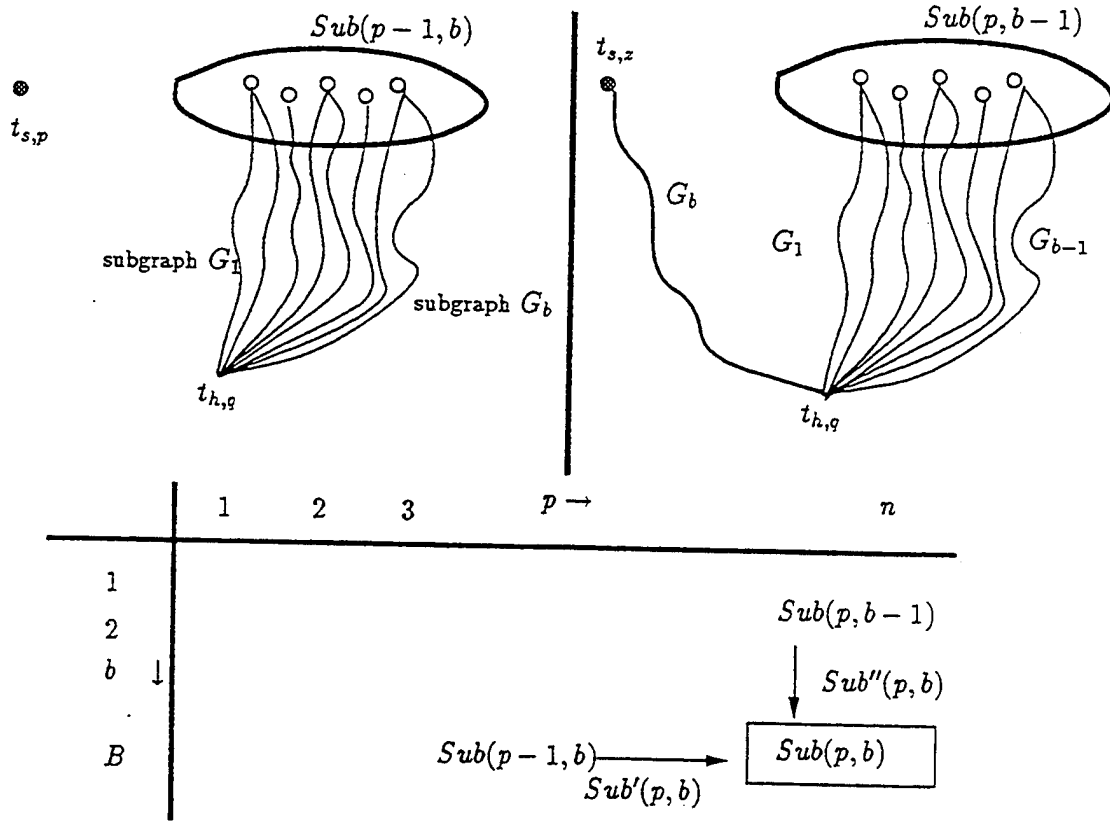 Sub(p − 1, b)
t_{s,p}
subgraph G_1
subgraph G_b
t_{h,q}
Sub(p, b − 1)
t_{s,z}
G_b
G_1
G_{b−1}
t_{h,q}
1 2 3 p → n
1
2
b ↓
B
Sub(p, b − 1)
Sub''(p, b)
Sub(p − 1, b)
Sub'(p, b)
Sub(p, b)